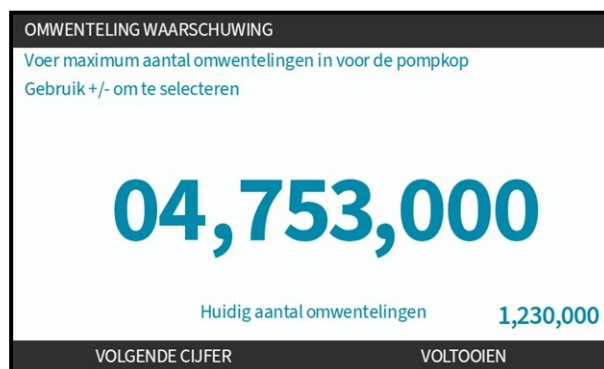 OMWENTELING WAARSCHUWING
Voer maximum aantal omwentelingen in voor de pompkop
Gebruik +/- om te selecteren
04,753,000
Huidig aantal omwentelingen 1,230,000
VOLGENDE CIJFER VOLTOOIEN